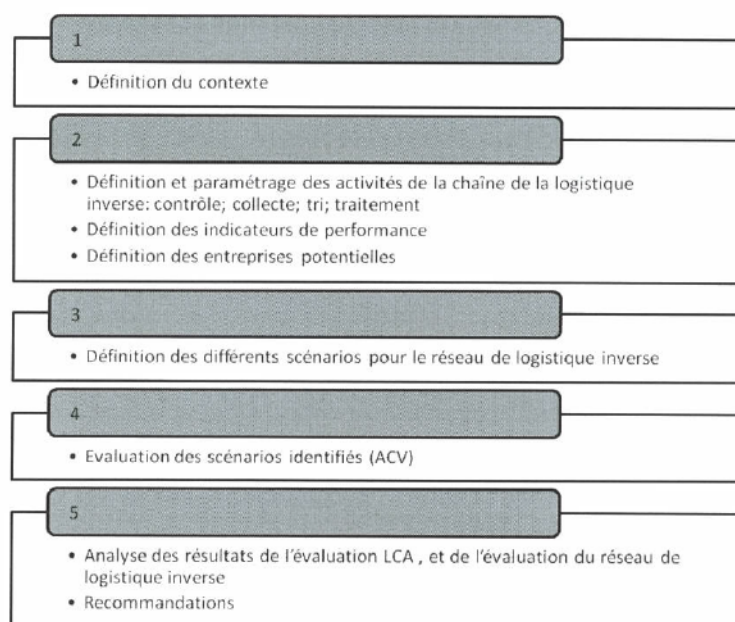 1
• Définition du contexte
2
• Définition et paramétrage des activités de la chaîne de la logistique
inverse: contrôle; collecte; tri; traitement
• Définition des indicateurs de performance
• Définition des entreprises potentielles
3
• Définition des différents scénarios pour le réseau de logistique inverse
4
• Evaluation des scénarios identifiés (ACV)
5
• Analyse des résultats de l'évaluation LCA , et de l'évaluation du réseau de
logistique inverse
• Recommandations